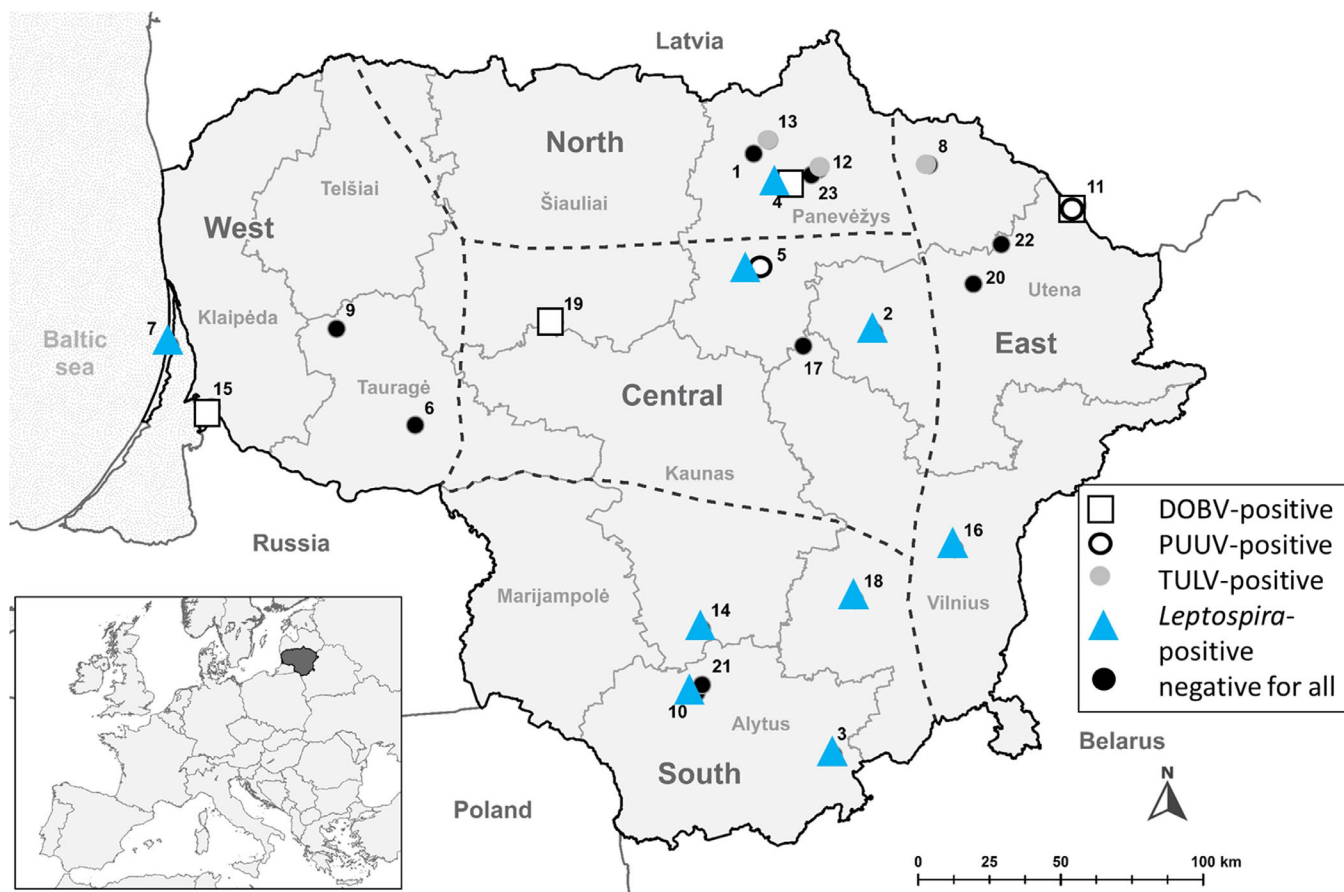 Latvia
13
North
8
12
1
Telšiai
11
23
Šiauliai
4
Panevėžys
West
22
5
20
Utena
19
Klaipėda
9
2
7
Baltic
sea
East
17
Tauragė
Central
15
6
Kaunas
DOBV-positive
PUUV-positive
TULV-positive
Leptospira-
positive
negative for all
16
Russia
18
Marijampolė
Vilnius
14
21
10
Alytus
3
Belarus
South
N
Poland
0 25 50 100 km